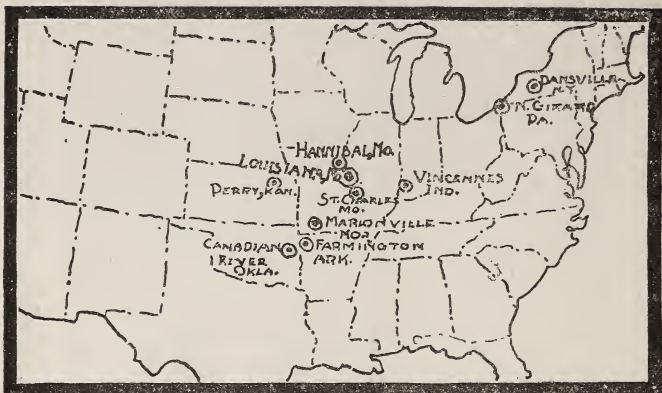 DANSVILLE
N.Y.
N. GIRARD
PA.
HANNIBAL, MO.
LOUISIANA, MO.
PERRY, KAN.
ST. CHARLES
MO.
VINCENNES
IND.
MARIONVILLE
MO.
CANADIAN
RIVER
OKLA.
FARMINGTON
ARK.